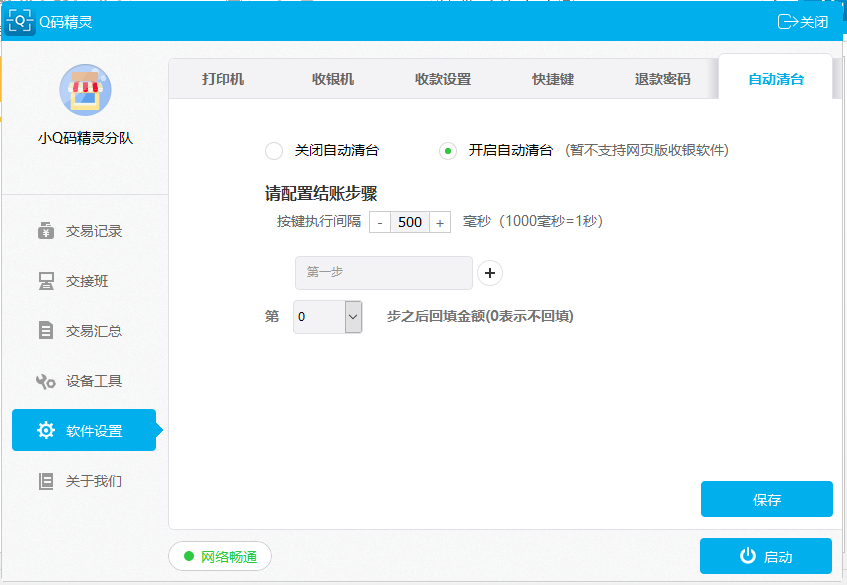 Q码精灵
关闭
小Q码精灵分队
交易记录
交接班
交易汇总
设备工具
软件设置
关于我们
打印机 收银机 收款设置 快捷键 退款密码 自动清台
关闭自动清台 开启自动清台 (暂不支持网页版收银软件)
请配置结账步骤
按键执行间隔 - 500 + 毫秒（1000毫秒=1秒）
第一步 +
第 0 步之后回填金额(0表示不回填)
保存
网络畅通
启动